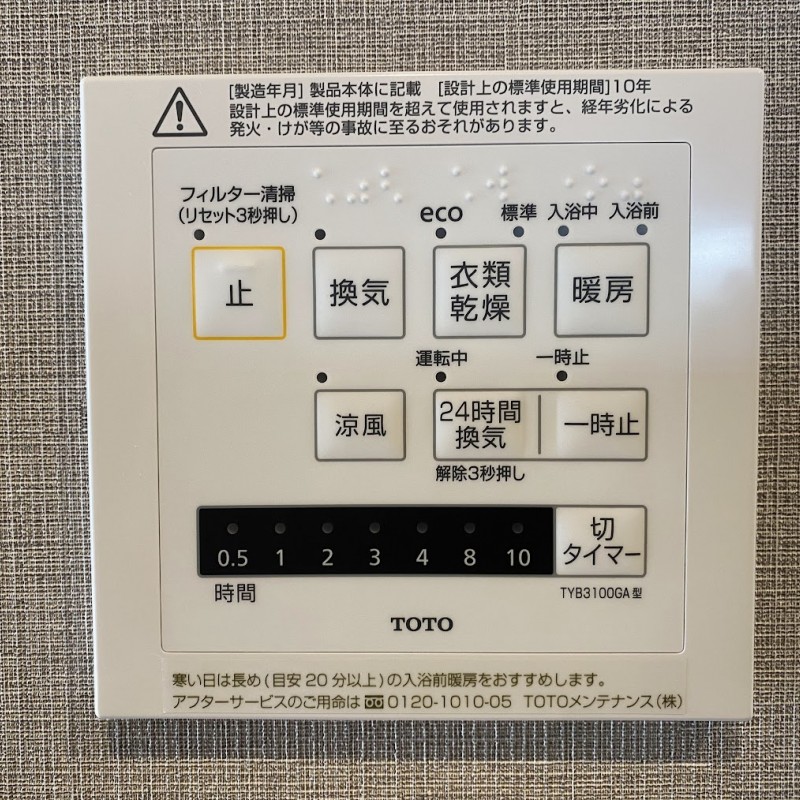 [製造年月] 製品本体に記載 [設計上の標準使用期間]10年
設計上の標準使用期間を超えて使用されますと、経年劣化による
発火・けが等の事故に至るおそれがあります。
フィルター清掃
(リセット3秒押し)
eco 標準 入浴中 入浴前
止 換気 衣類 暖房
乾燥
運転中 一時止
涼風 24時間 一時止
換気
解除3秒押し
切
0.5 1 2 3 4 8 10 タイマー
時間 TYB3100GA型
TOTO
寒い日は長め(目安20分以上)の入浴前暖房をおすすめします。
アフターサービスのご用命は 0120-1010-05 TOTOメンテナンス(株)